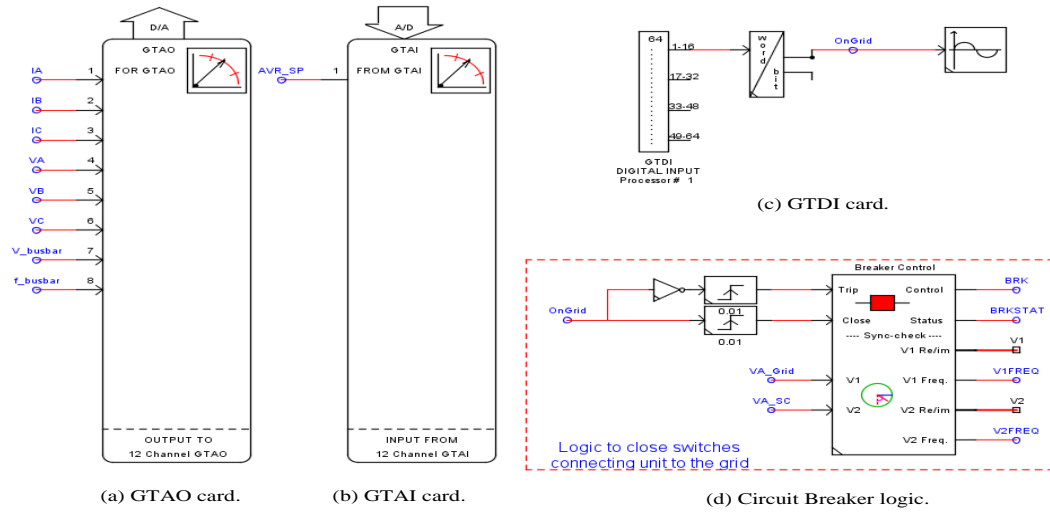 D/A
GTAO
FOR GTAO
IA
1
IB
2
IC
3
VA
4
VB
5
VC
6
V_busbar
7
f_busbar
8
OUTPUT TO
12 Channel GTAO
(a) GTAO card.
A/D
GTAI
FROM GTAI
AVR_SP
1
INPUT FROM
12 Channel GTAI
(b) GTAI card.
64
1-16
17-32
33-48
49-64
GTDI
DIGITAL INPUT
Processor # 1
word
bit
OnGrid
(c) GTDI card.
Breaker Control
OnGrid
0.01
0.01
Trip
Control
BRK
Close
Status
BRKSTAT
---- Sync-check ----
V1 Re/im
V1
VA_Grid
V1
V1 Freq.
V1FREQ
VA_SC
V2
V2 Re/im
V2
V2 Freq.
V2FREQ
Logic to close switches
connecting unit to the grid
(d) Circuit Breaker logic.